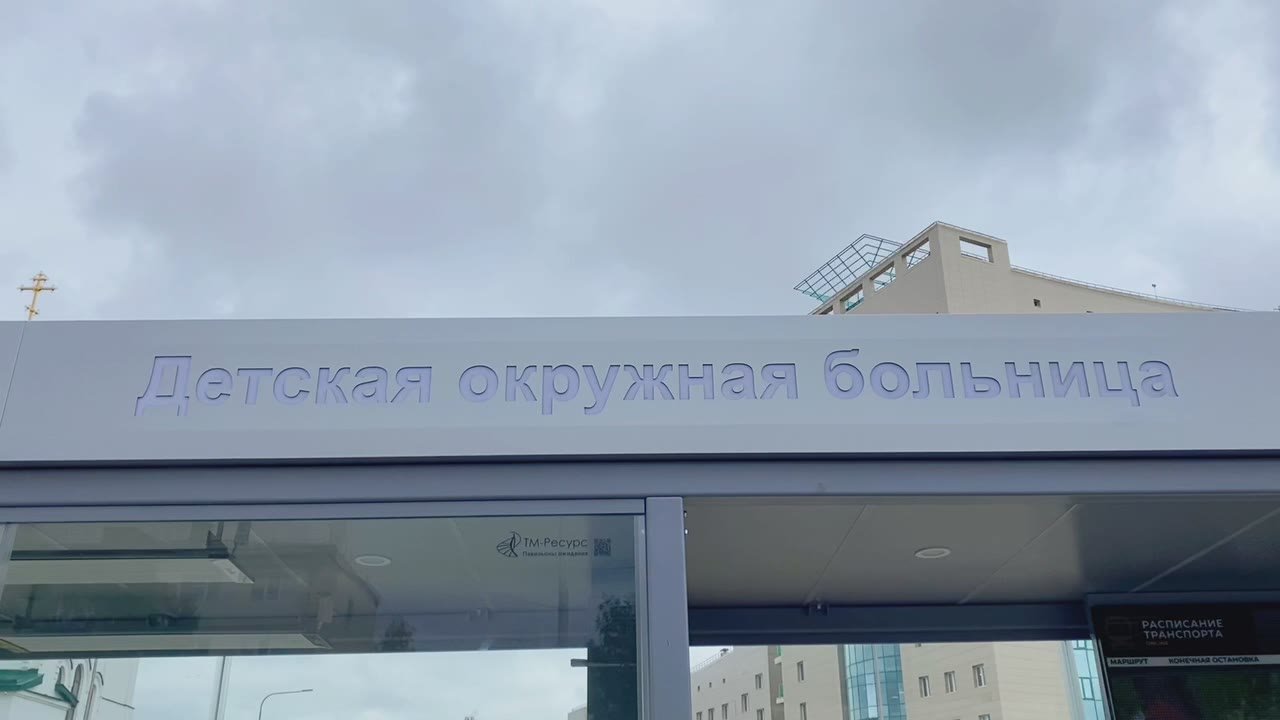 Детская окружная больница
ТМ-Ресурс
Павильоны ожидания
РАСПИСАНИЕ
ТРАНСПОРТА
МАРШРУТ КОНЕЧНАЯ ОСТАНОВКА